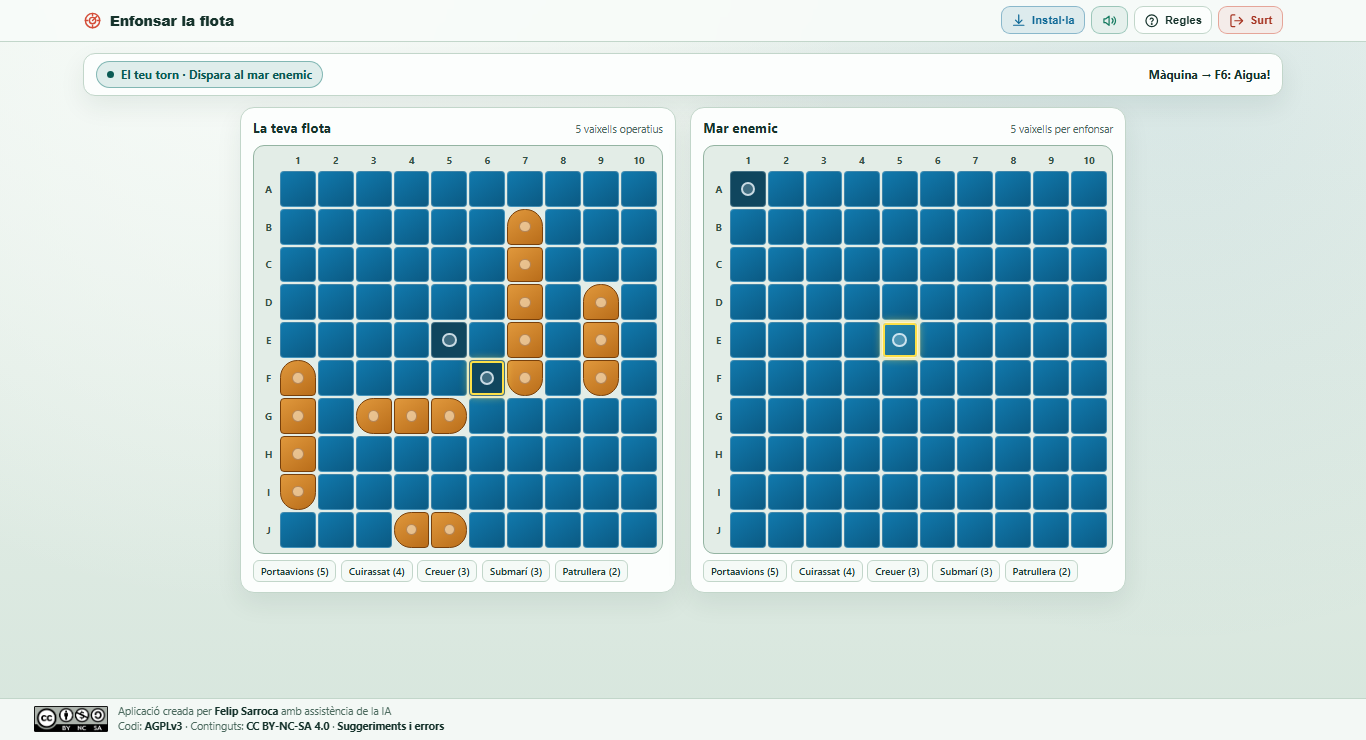 Enfonsar la flota
Instal·la
Regles
Surt
El teu torn · Dispara al mar enemic
Màquina → F6: Aigua!
La teva flota
5 vaixells operatius
1 2 3 4 5 6 7 8 9 10
A
B
C
D
E
F
G
H
I
J
Portaavions (5) Cuirassat (4) Creuer (3) Submarí (3) Patrullera (2)
Mar enemic
5 vaixells per enfonsar
1 2 3 4 5 6 7 8 9 10
A
B
C
D
E
F
G
H
I
J
Portaavions (5) Cuirassat (4) Creuer (3) Submarí (3) Patrullera (2)
cc BY NC SA
Aplicació creada per Felip Sarroca amb assistència de la IA
Codi: AGPLv3 · Continguts: CC BY-NC-SA 4.0 · Suggeriments i errors